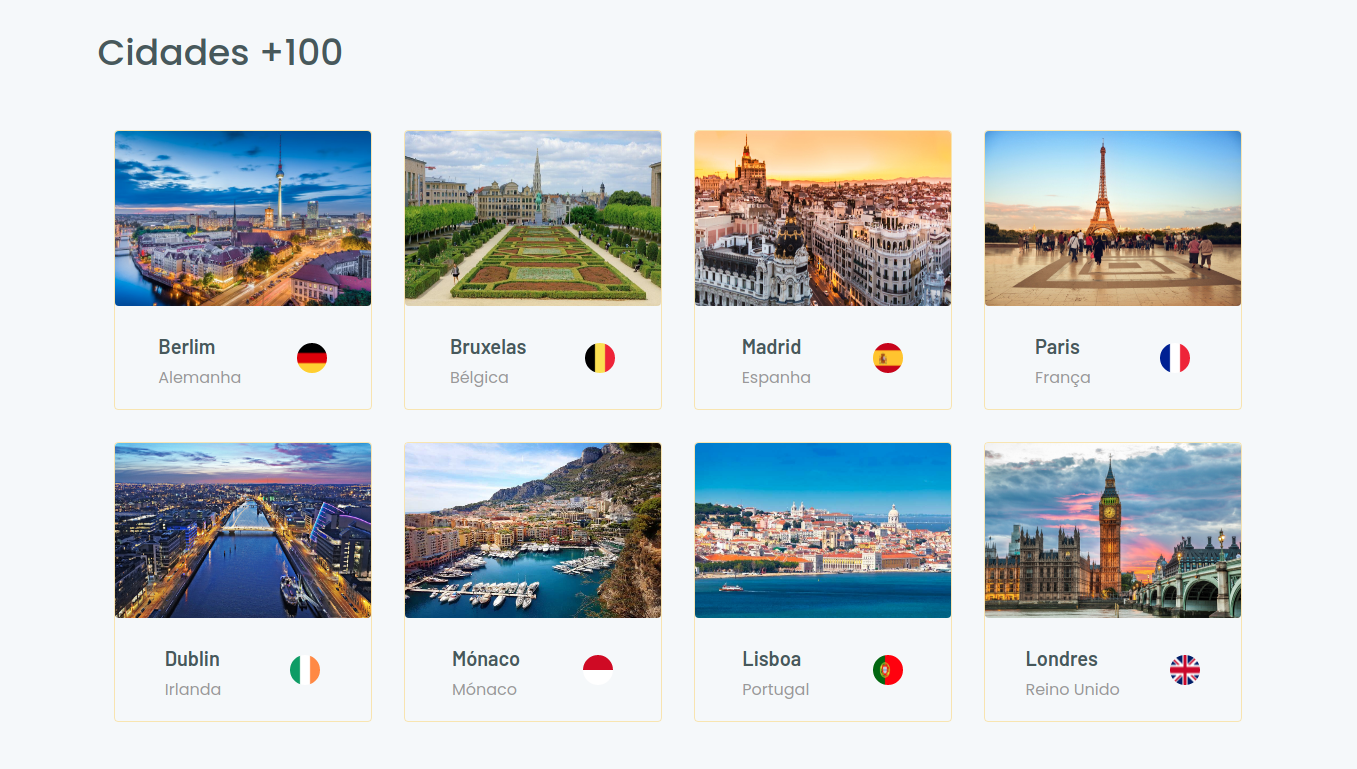 Cidades +100
Berlim
Alemanha
Bruxelas
Bélgica
Madrid
Espanha
Paris
França
Dublin
Irlanda
Mónaco
Mónaco
Lisboa
Portugal
Londres
Reino Unido